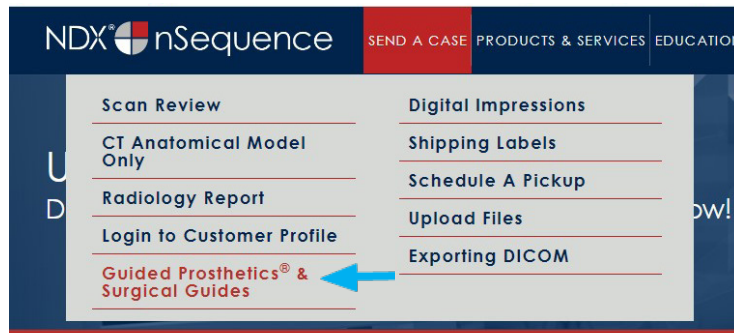 NDX® nSequence
SEND A CASE
PRODUCTS & SERVICES
EDUCATION
Scan Review
CT Anatomical Model
Only
Radiology Report
Login to Customer Profile
Guided Prosthetics® &
Surgical Guides
Digital Impressions
Shipping Labels
Schedule A Pickup
Upload Files
Exporting DICOM
U
D
ow!